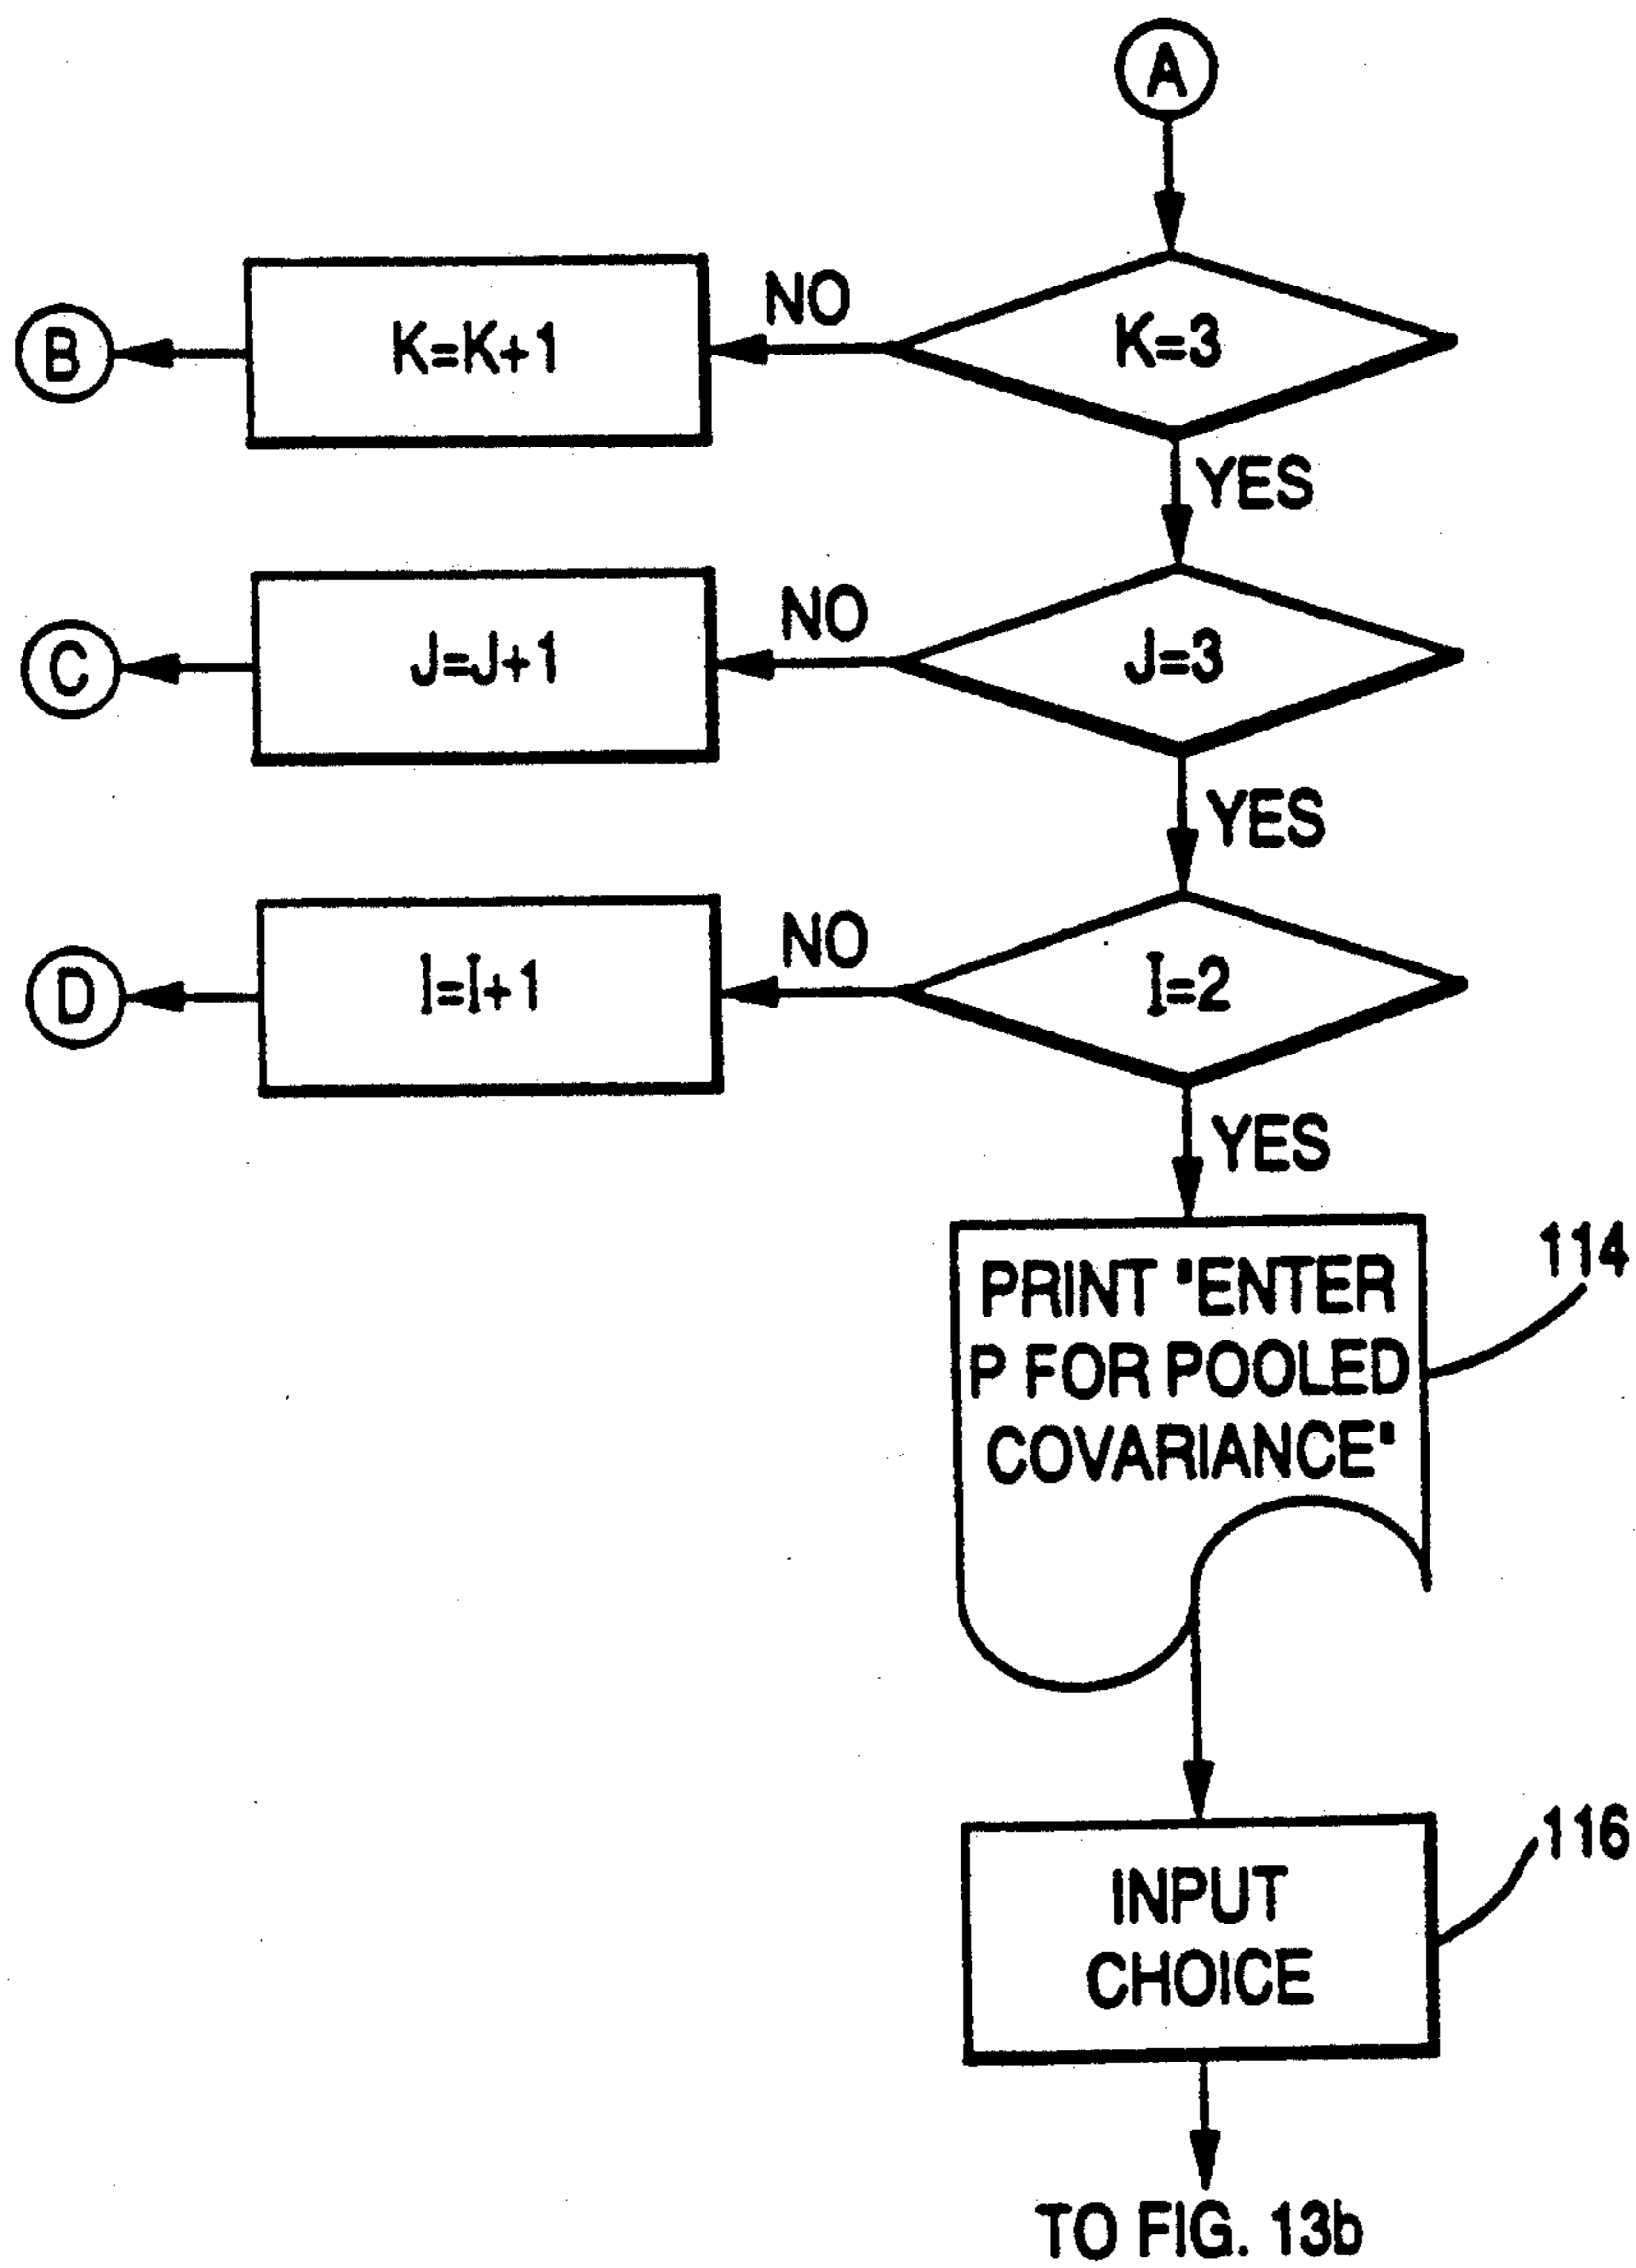 A
K=3
NO
K=K+1
B
YES
J=3
NO
J=J+1
C
YES
I=2
NO
I=I+1
D
YES
PRINT "ENTER
P FOR POOLED
COVARIANCE"
114
INPUT
CHOICE
116
TO FIG. 13b